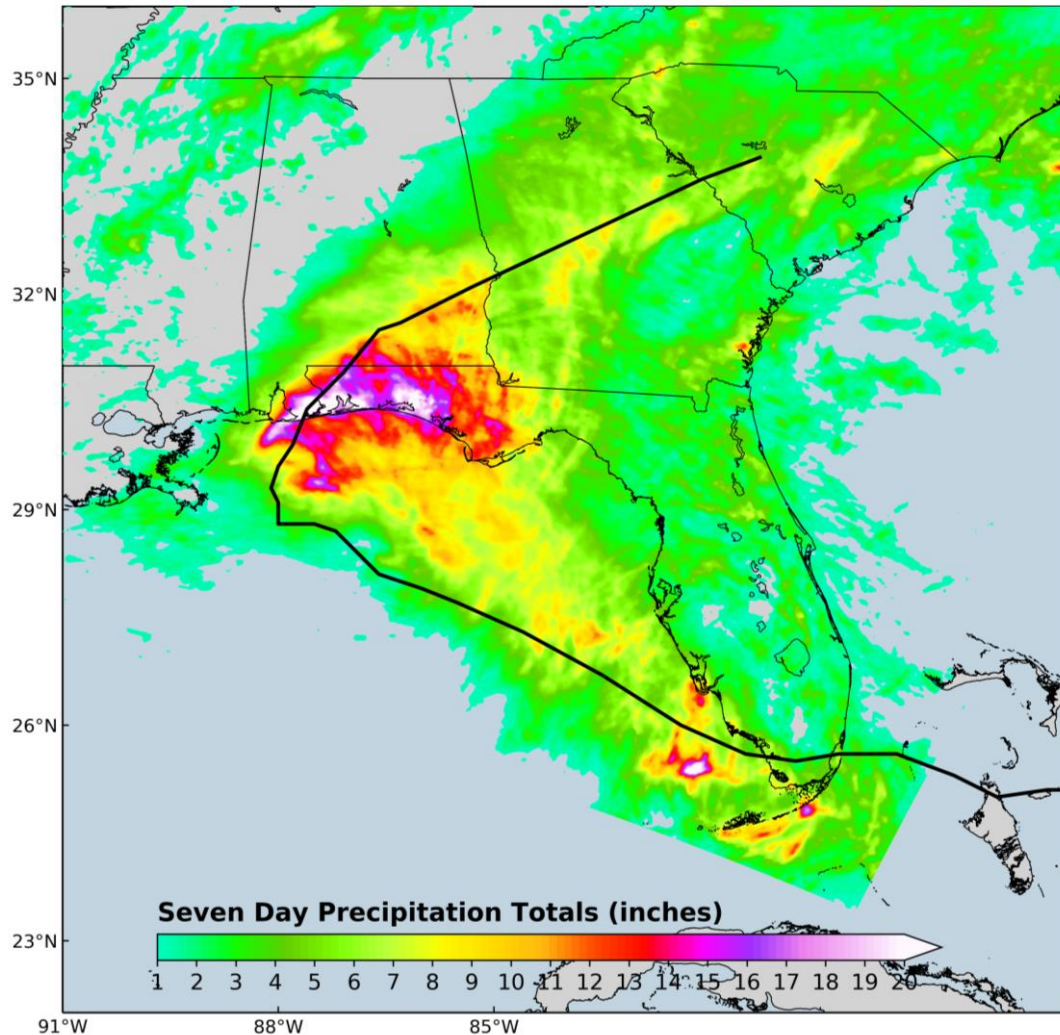 35°N
32°N
29°N
26°N
Seven Day Precipitation Totals (inches)
23°N
1 2 3 4 5 6 7 8 9 10 11 12 13 14 15 16 17 18 19 20
91°W 88°W 85°W